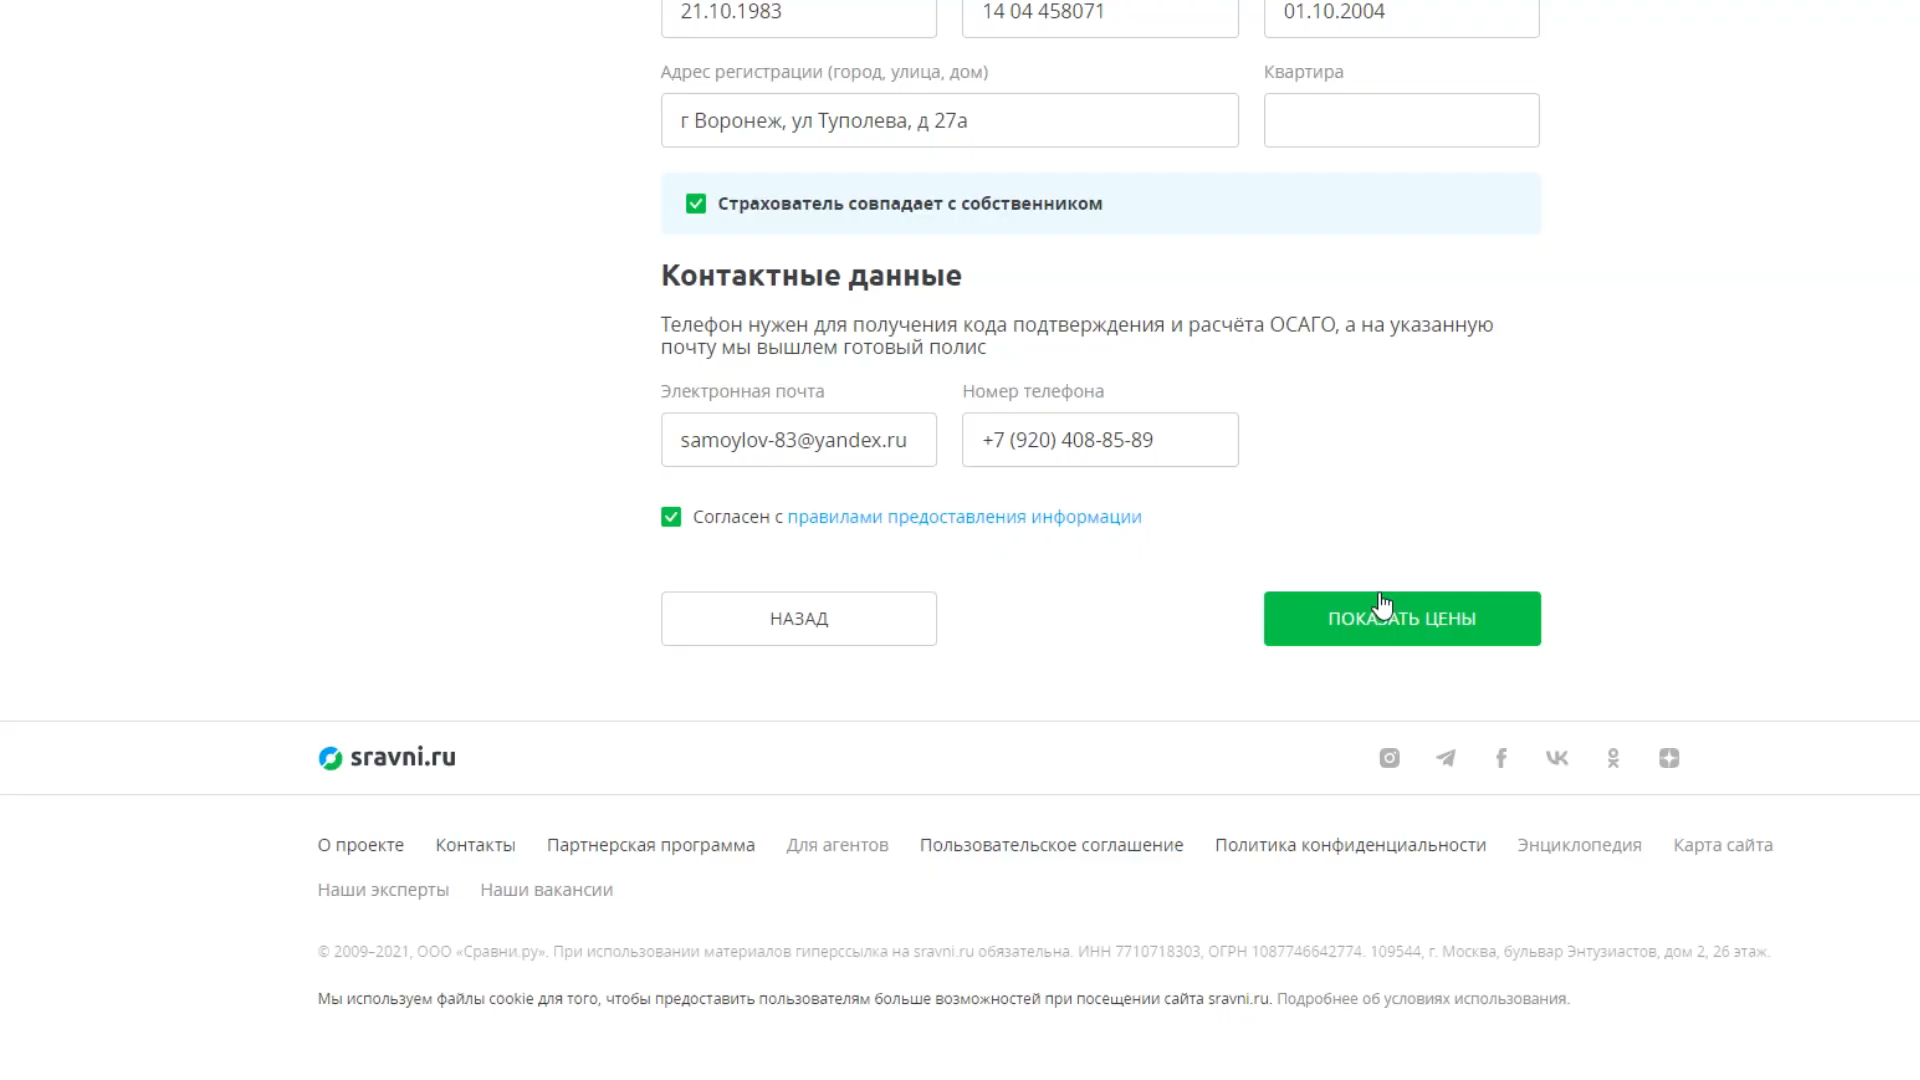 21.10.1983 14 04 458071 01.10.2004
Адрес регистрации (город, улица, дом) Квартира
г Воронеж, ул Туполева, д 27а
Страхователь совпадает с собственником
Контактные данные
Телефон нужен для получения кода подтверждения и расчёта ОСАГО, а на указанную
почту мы вышлем готовый полис
Электронная почта Номер телефона
samoylov-83@yandex.ru +7 (920) 408-85-89
Согласен с правилами предоставления информации
НАЗАД ПОКАЗАТЬ ЦЕНЫ
sravni.ru
О проекте Контакты Партнерская программа Для агентов Пользовательское соглашение Политика конфиденциальности Энциклопедия Карта сайта
Наши эксперты Наши вакансии
© 2009–2021, ООО «Сравни.ру». При использовании материалов гиперссылка на sravni.ru обязательна. ИНН 7710718303, ОГРН 1087746642774. 109544, г. Москва, бульвар Энтузиастов, дом 2, 26 этаж.
Мы используем файлы cookie для того, чтобы предоставить пользователям больше возможностей при посещении сайта sravni.ru. Подробнее об условиях использования.